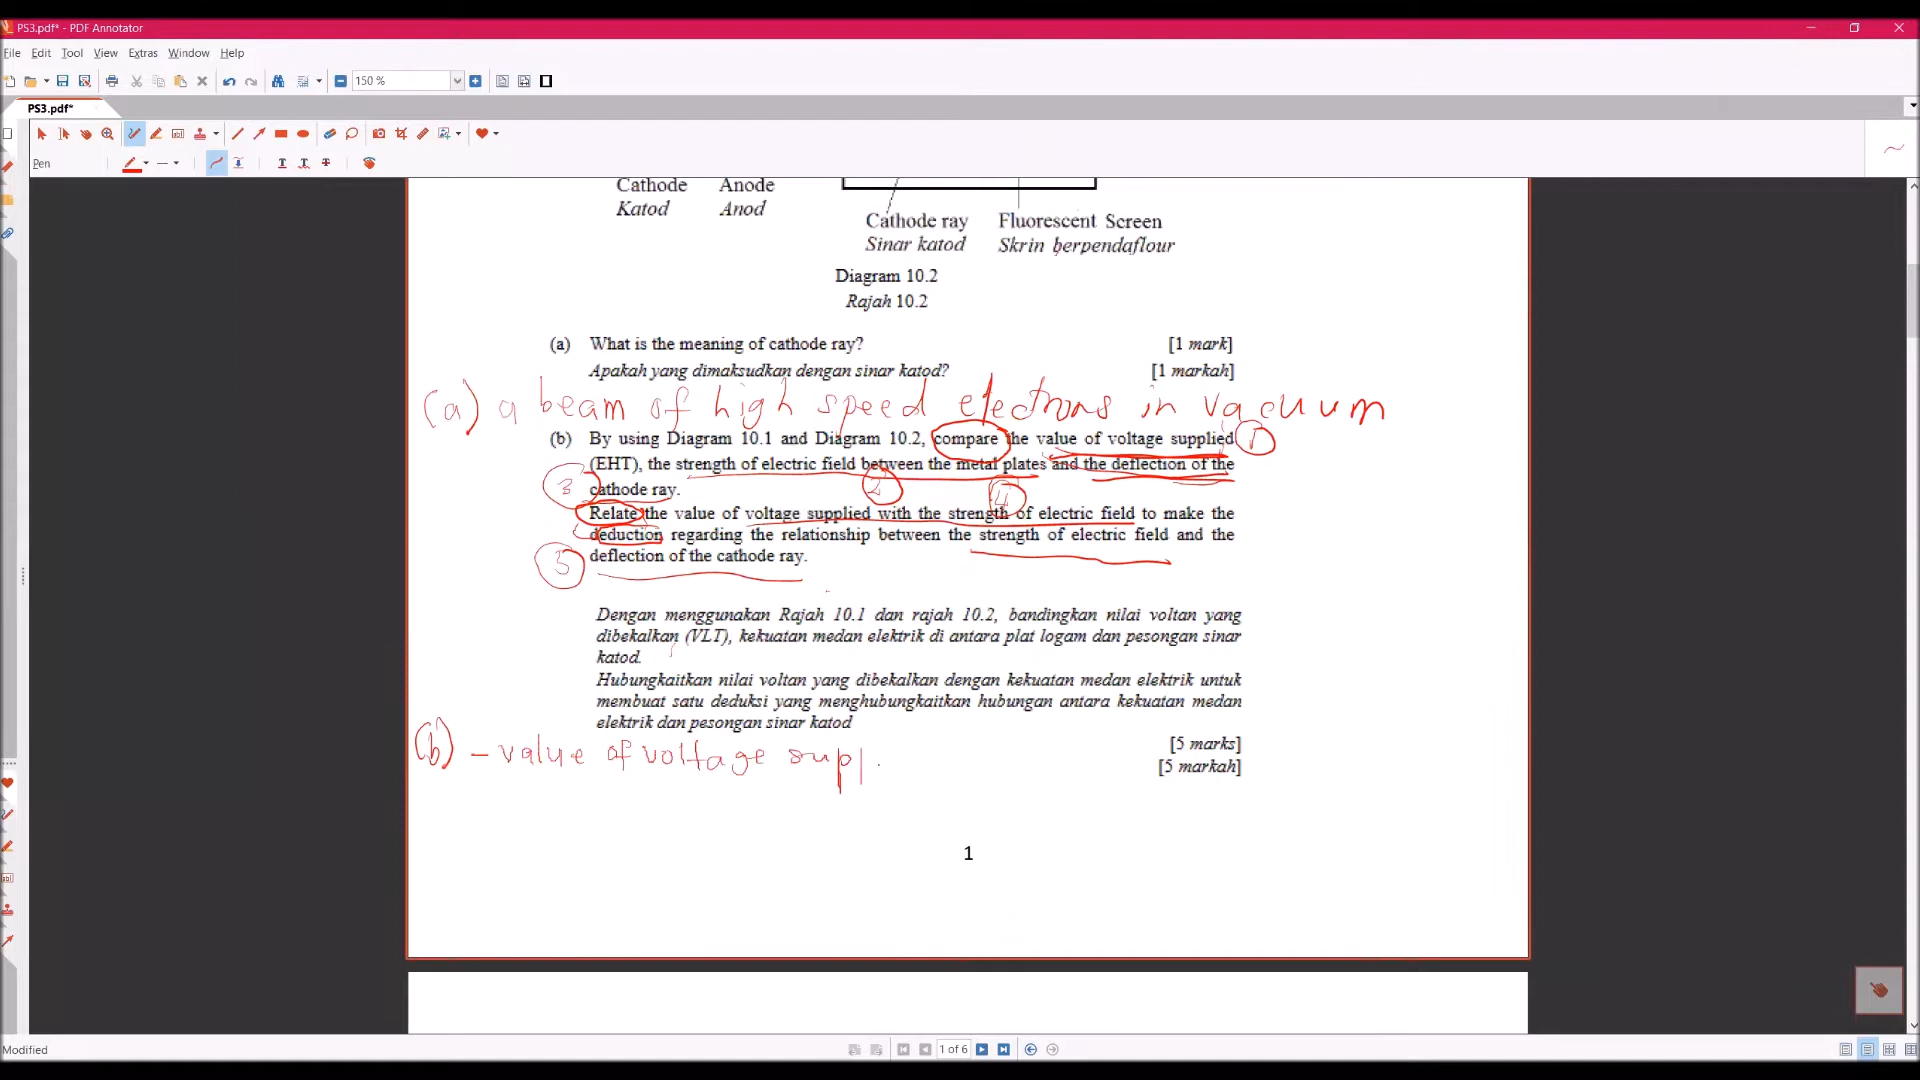 PS3.pdf* - PDF Annotator
File Edit Tool View Extras Window Help
150 %
PS3.pdf*
Pen
Cathode Anode
Katod Anod
Cathode ray Fluorescent Screen
Sinar katod Skrin berpendaflour
Diagram 10.2
Rajah 10.2
(a) What is the meaning of cathode ray? [1 mark]
Apakah yang dimaksudkan dengan sinar katod? [1 markah]
(a) a beam of high speed electrons in vacuum
(b) By using Diagram 10.1 and Diagram 10.2, compare the value of voltage supplied 1
(EHT), the strength of electric field between the metal plates and the deflection of the
3 cathode ray. 2 4
Relate the value of voltage supplied with the strength of electric field to make the
deduction regarding the relationship between the strength of electric field and the
5 deflection of the cathode ray.
Dengan menggunakan Rajah 10.1 dan rajah 10.2, bandingkan nilai voltan yang
dibekalkan (VLT), kekuatan medan elektrik di antara plat logam dan pesongan sinar
katod.
Hubungkaitkan nilai voltan yang dibekalkan dengan kekuatan medan elektrik untuk
membuat satu deduksi yang menghubungkaitkan hubungan antara kekuatan medan
elektrik dan pesongan sinar katod
[5 marks]
(b) - value of voltage suppl
[5 markah]
1
Modified
1 of 6